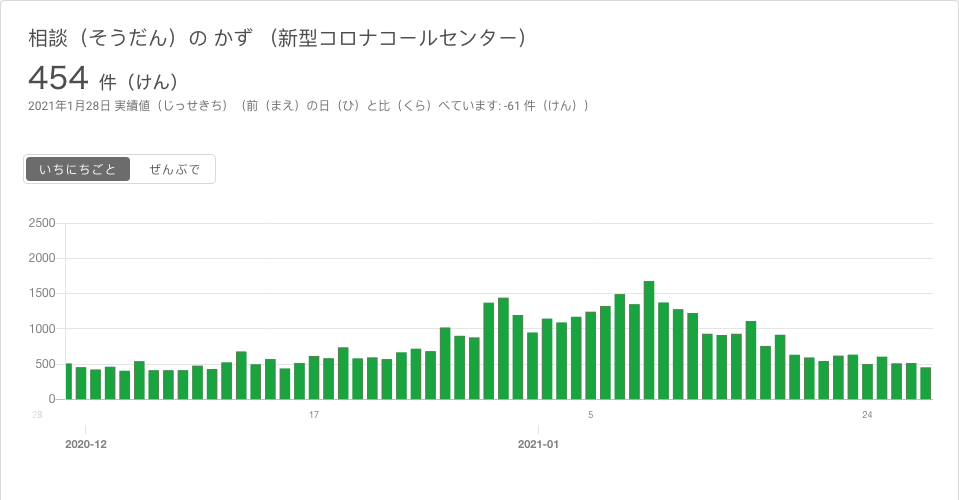 相談（そうだん）の かず （新型コロナコールセンター）
454 件（けん）
2021年1月28日 実績値（じっせきち）（前（まえ）の日（ひ）と比（くら）べています: -61 件（けん））
いちにちごと ぜんぶで
2500
2000
1500
1000
500
0
28 17 5 24
2020-12 2021-01